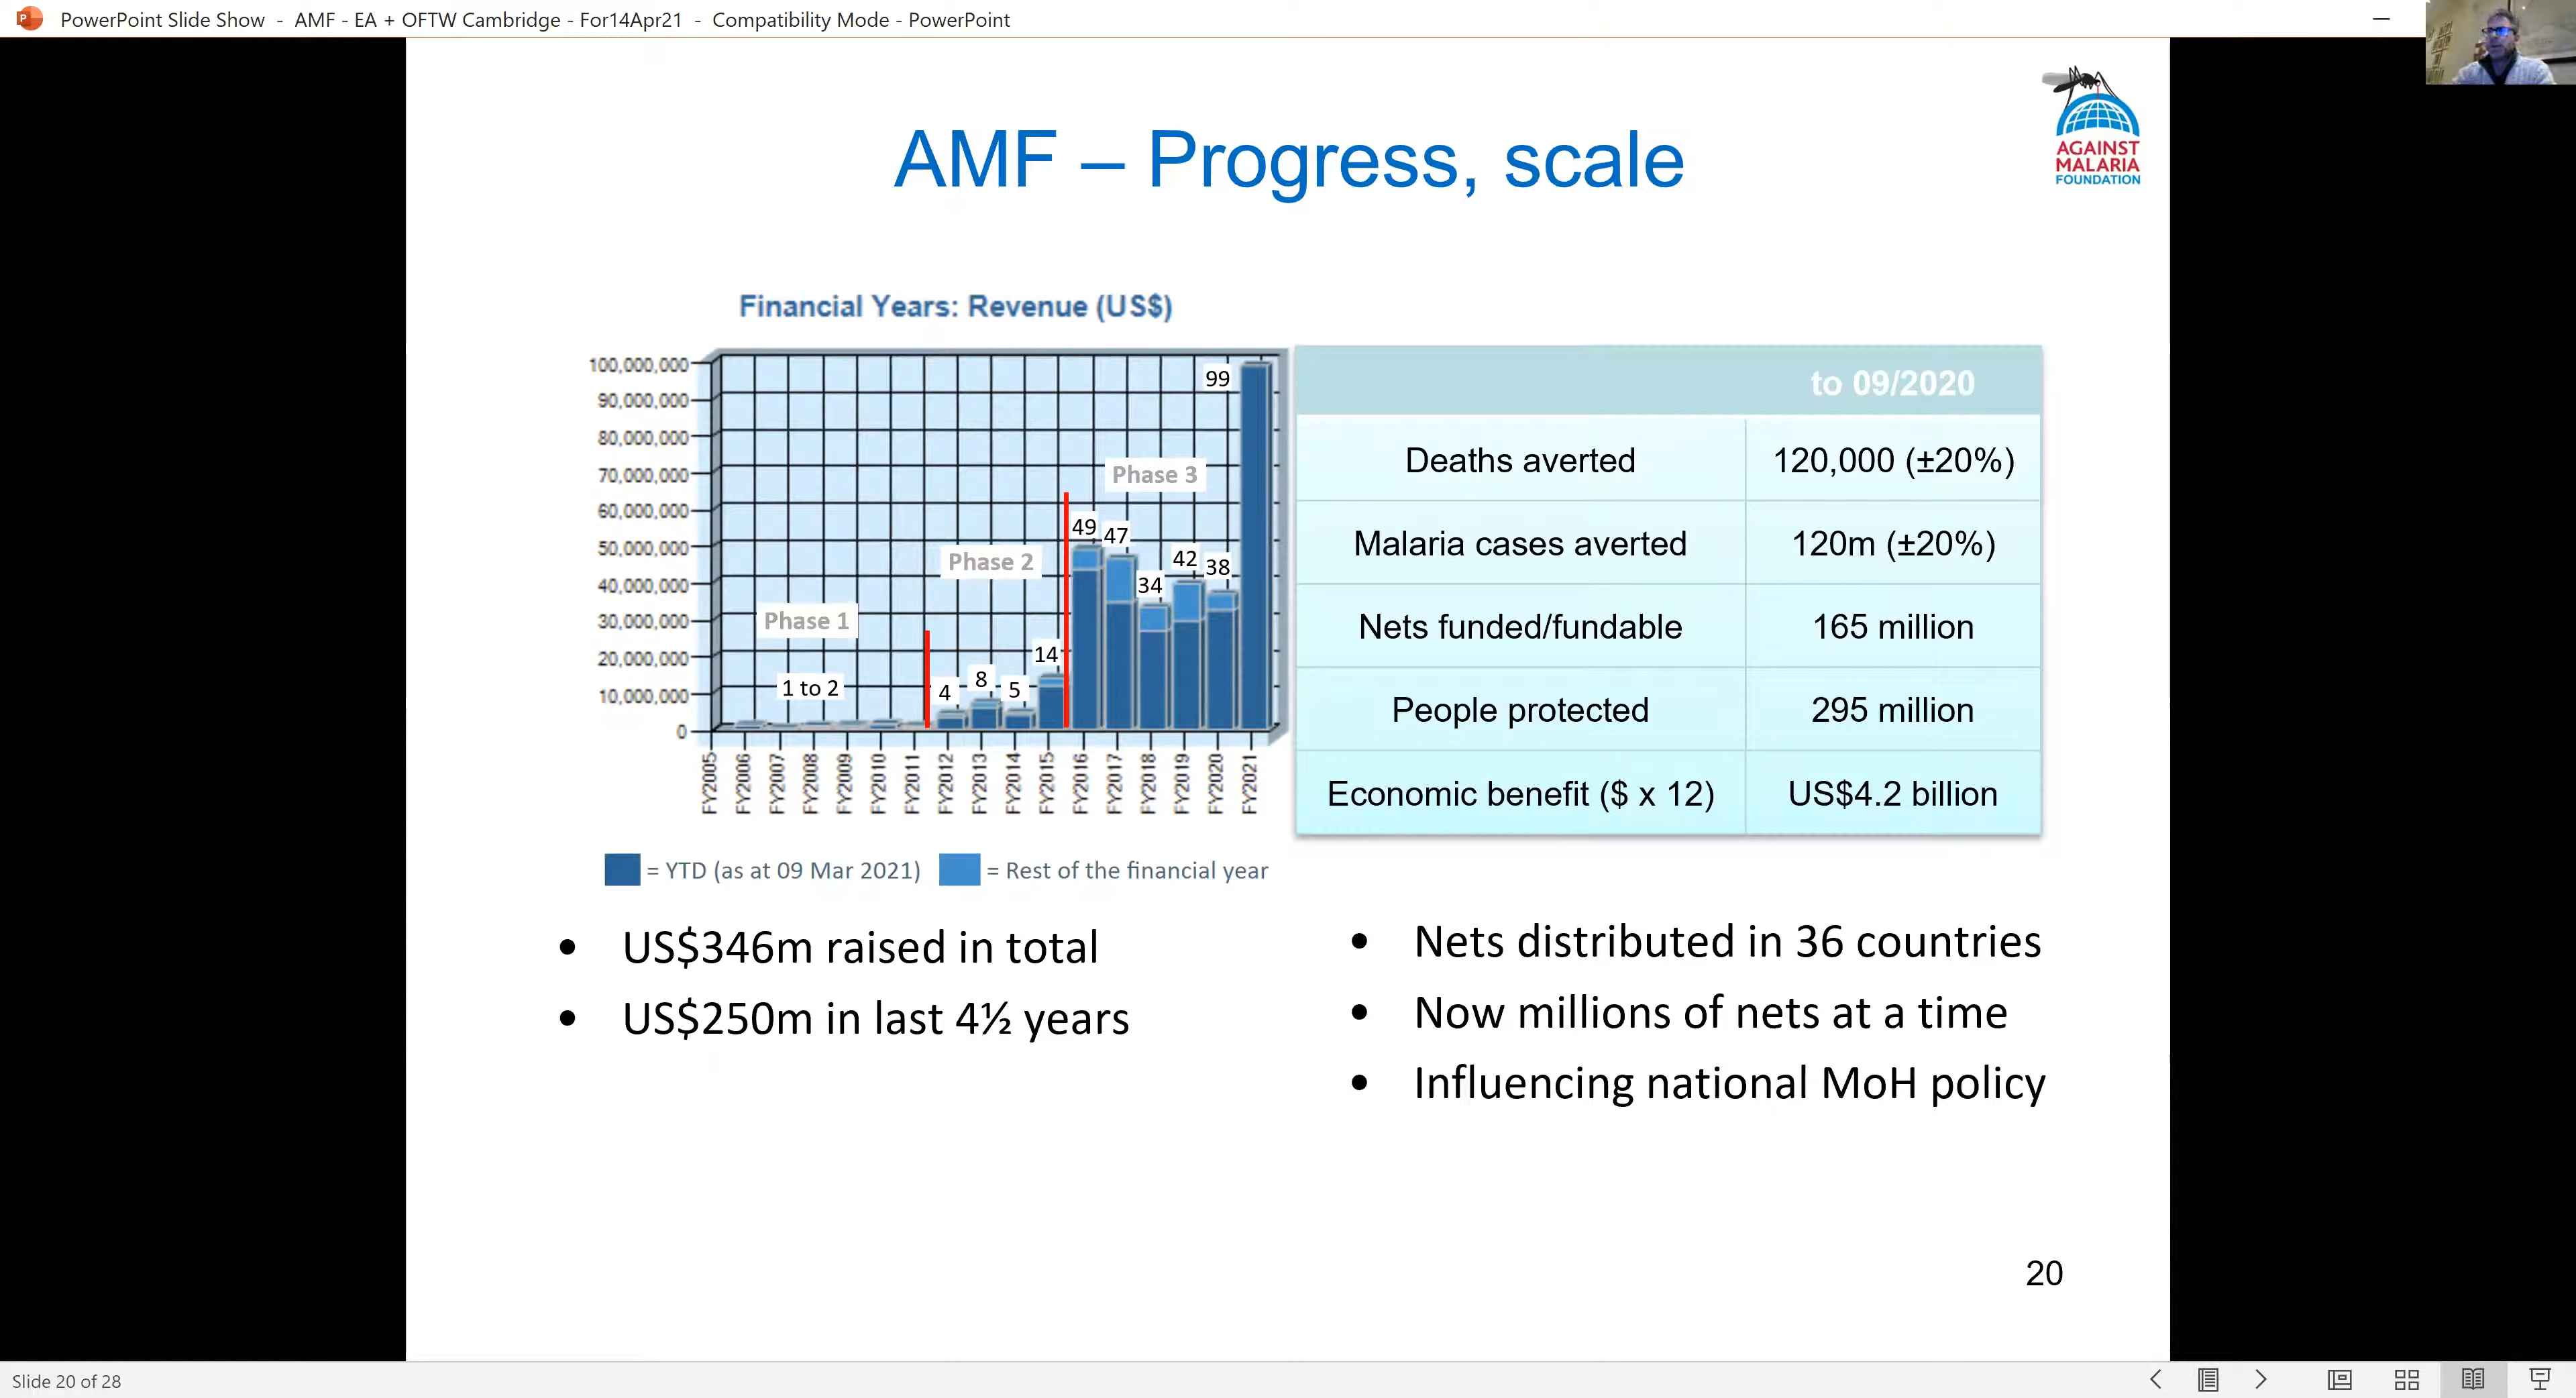 PowerPoint Slide Show - AMF - EA + OFTW Cambridge - For14Apr21 - Compatibility Mode - PowerPoint
AMF – Progress, scale
AGAINST
MALARIA
FOUNDATION
Financial Years: Revenue (US$)
100,000,000
90,000,000
80,000,000
70,000,000
60,000,000
50,000,000
40,000,000
30,000,000
20,000,000
10,000,000
0
Phase 1
1 to 2
Phase 2
4
8
5
14
Phase 3
49
47
34
42
38
99
FY2005
FY2006
FY2007
FY2008
FY2009
FY2010
FY2011
FY2012
FY2013
FY2014
FY2015
FY2016
FY2017
FY2018
FY2019
FY2020
FY2021
= YTD (as at 09 Mar 2021) = Rest of the financial year
to 09/2020
Deaths averted 120,000 (±20%)
Malaria cases averted 120m (±20%)
Nets funded/fundable 165 million
People protected 295 million
Economic benefit ($ x 12) US$4.2 billion
• US$346m raised in total
• US$250m in last 4½ years
• Nets distributed in 36 countries
• Now millions of nets at a time
• Influencing national MoH policy
20
Slide 20 of 28